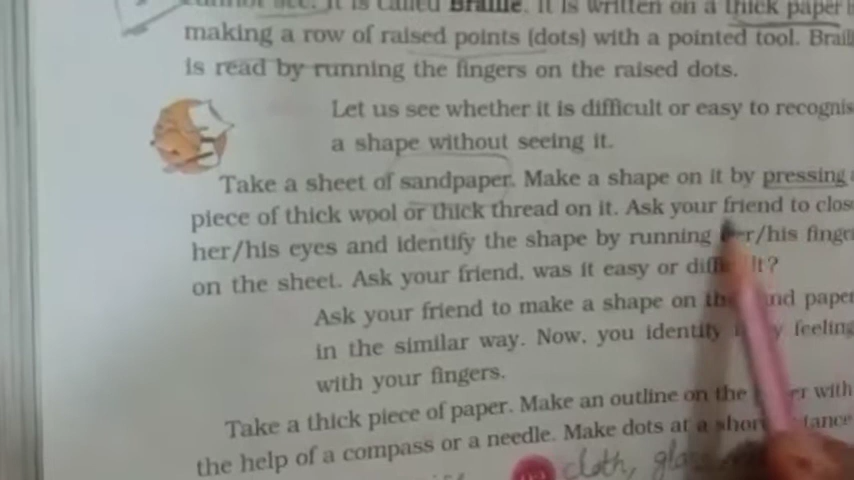 cannot see. It is called Braille. It is written on a thick paper
making a row of raised points (dots) with a pointed tool.
is read by running the fingers on the raised dots.
Let us see whether it is difficult or easy to
a shape without seeing it.
Take a sheet of sandpaper. Make a shape on it by pressing
piece of thick wool or thick thread on it. Ask your friend to
her/his eyes and identify the shape by running her/his
on the sheet. Ask your friend, was it easy or difficult?
Ask your friend to make a shape on the sand paper
in the similar way. Now, you identify it by feeling
with your fingers.
Take a thick piece of paper. Make an outline on the paper with
the help of a compass or a needle. Make dots at a short distance
cloth,